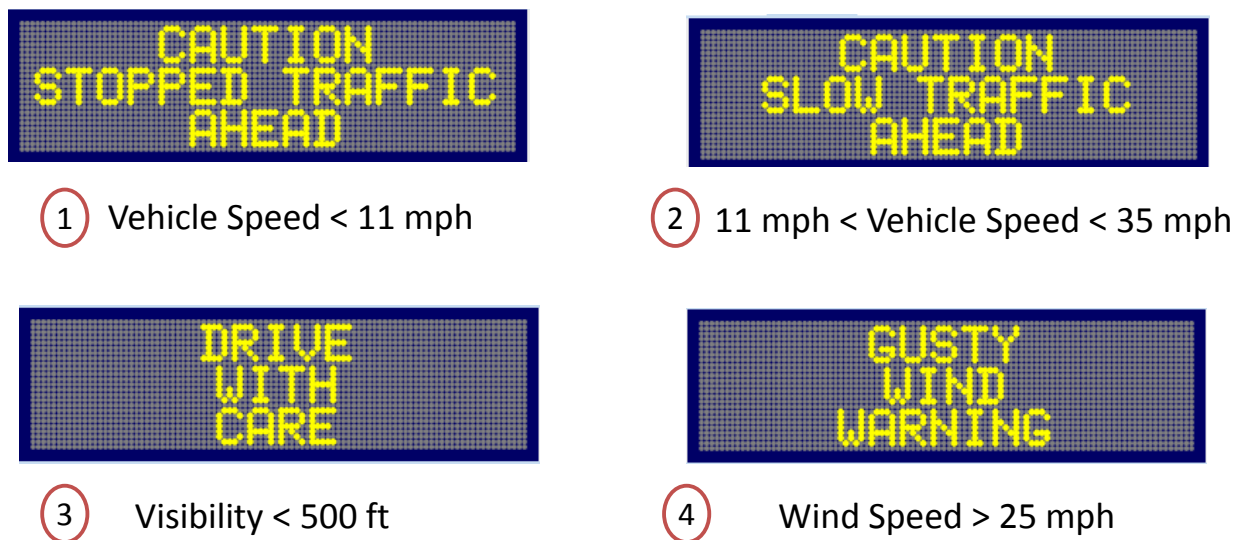 CAUTION
STOPPED TRAFFIC
AHEAD
CAUTION
SLOW TRAFFIC
AHEAD
1 Vehicle Speed < 11 mph
2 11 mph < Vehicle Speed < 35 mph
DRIVE
WITH
CARE
GUSTY
WIND
WARNING
3 Visibility < 500 ft
4 Wind Speed > 25 mph